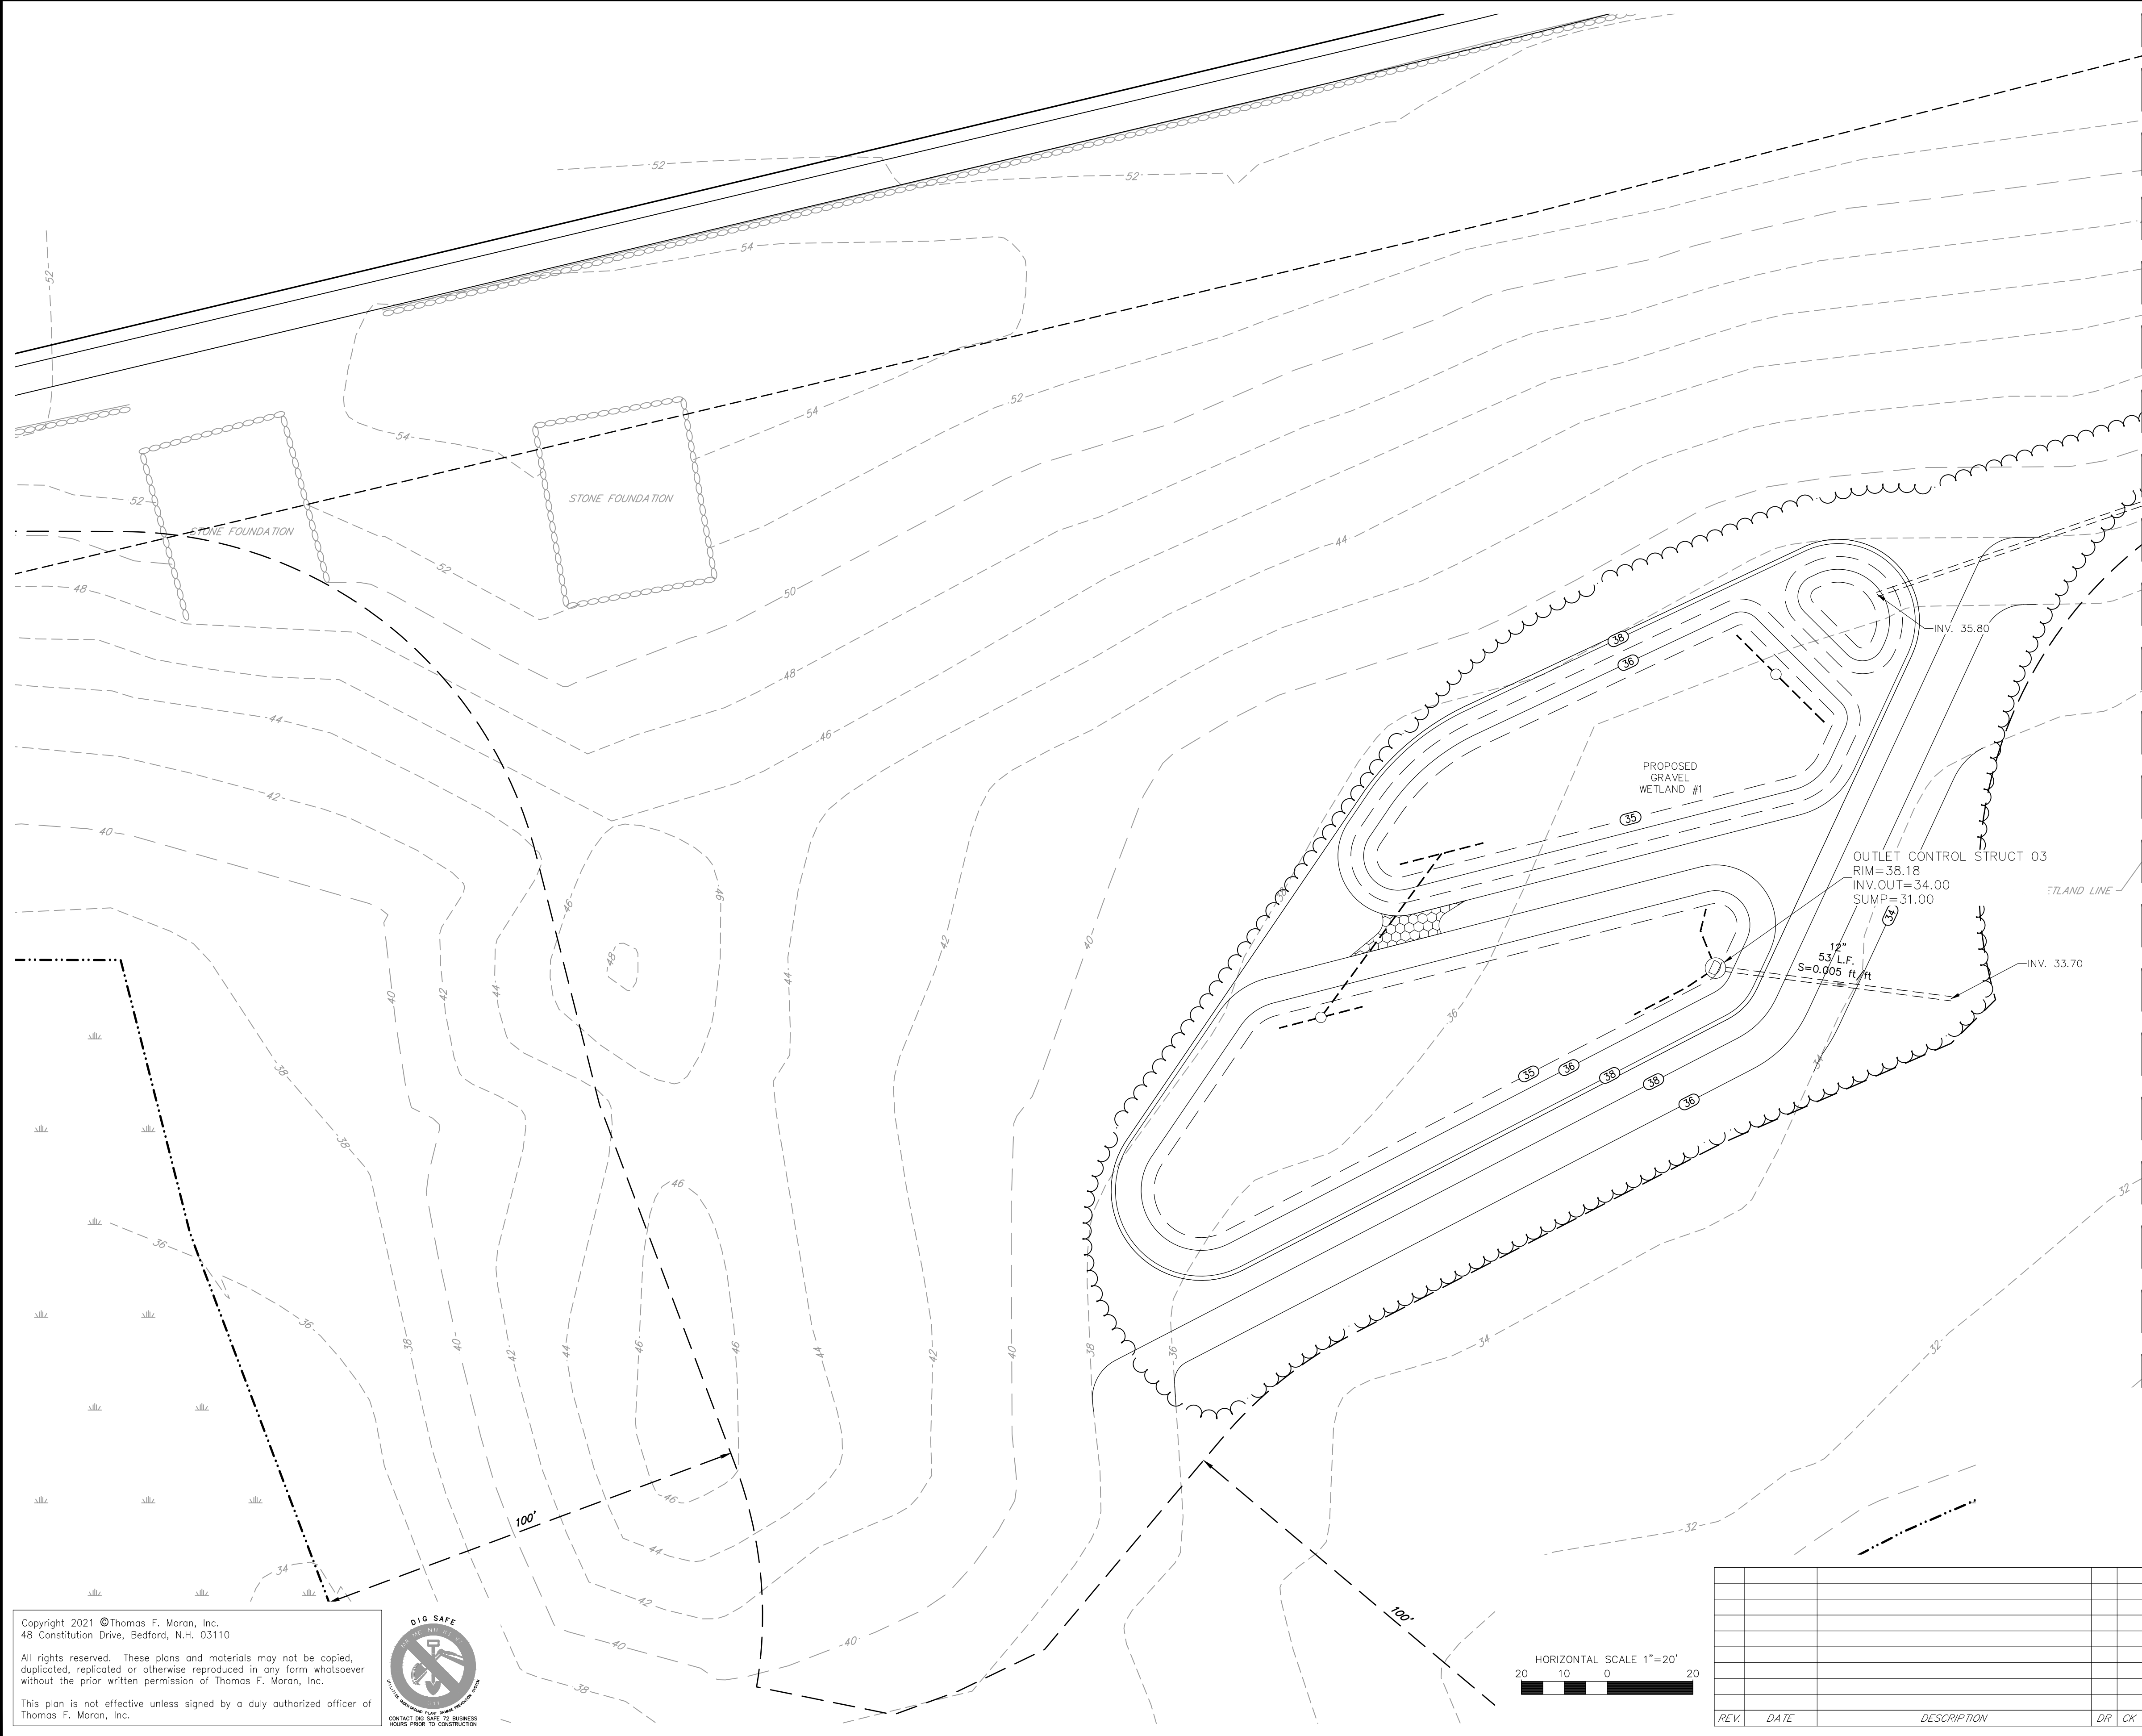 52
52
52
54
54
52
54
STONE FOUNDATION
52
STONE FOUNDATION
44
52
48
50
INV. 35.80
38
36
48
44
46
PROPOSED
GRAVEL
WETLAND #1
42
35
40
OUTLET CONTROL STRUCT 03
RIM=38.18
INV.OUT=34.00
SUMP=31.00
ETLAND LINE
46
46
38
34
42
40
12"
53 L.F.
S=0.005 ft/ft
INV. 33.70
48
44
40
42
44
36
38
35
36
38
38
36
34
38
46
32
36
36
38
40
42
44
46
46
44
42
40
38
36
34
32
46
100'
32
44
34
42
100'
40
40
38
Copyright 2021 ©Thomas F. Moran, Inc.
48 Constitution Drive, Bedford, N.H. 03110
All rights reserved. These plans and materials may not be copied,
duplicated, replicated or otherwise reproduced in any form whatsoever
without the prior written permission of Thomas F. Moran, Inc.
This plan is not effective unless signed by a duly authorized officer of
Thomas F. Moran, Inc.
DIG SAFE
UTILITIES UNDERGROUND PLANT DAMAGE PREVENTION SYSTEM
CONTACT DIG SAFE 72 BUSINESS
HOURS PRIOR TO CONSTRUCTION
HORIZONTAL SCALE 1"=20'
20 10 0 20
REV. DATE DESCRIPTION DR CK